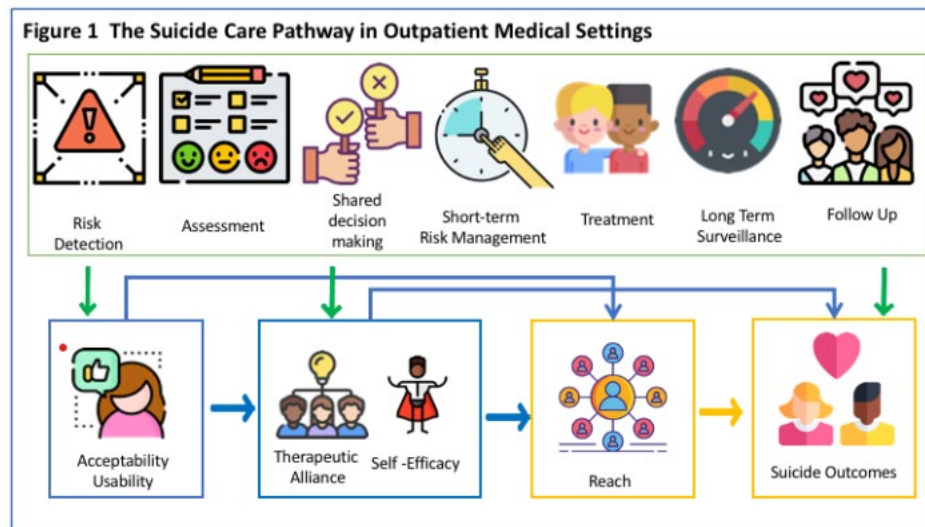 Figure 1  The Suicide Care Pathway in Outpatient Medical Settings
Risk
Detection
Assessment
Shared
decision
making
Short-term
Risk Management
Treatment
Long Term
Surveillance
Follow Up
Acceptability
Usability
Therapeutic
Alliance
Self -Efficacy
Reach
Suicide Outcomes